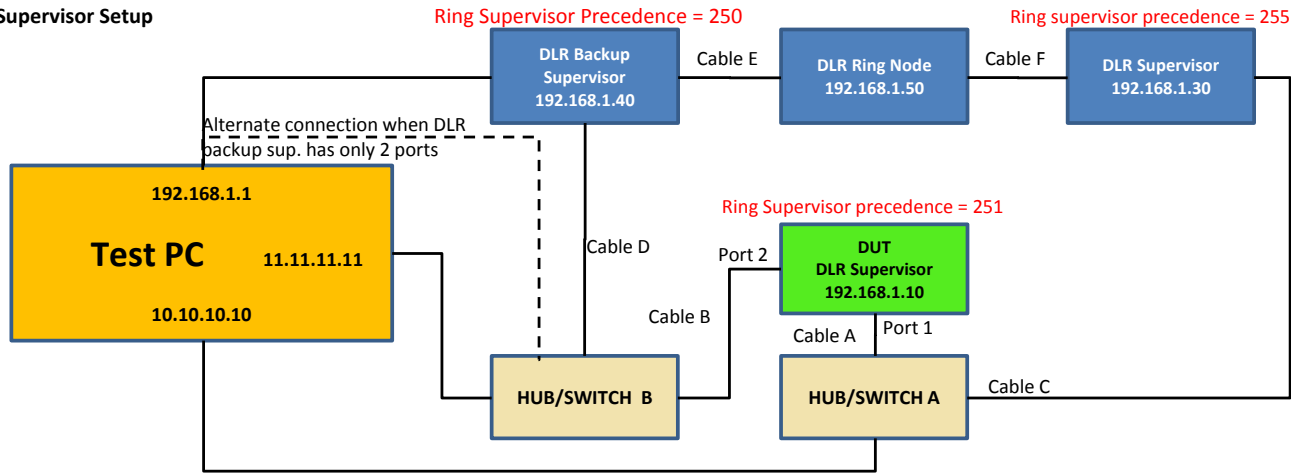 Supervisor Setup
Ring Supervisor Precedence = 250
Ring supervisor precedence = 255
DLR Backup
Supervisor
192.168.1.40
Cable E
DLR Ring Node
192.168.1.50
Cable F
DLR Supervisor
192.168.1.30
Alternate connection when DLR
backup sup. has only 2 ports
192.168.1.1
Test PC
11.11.11.11
10.10.10.10
Cable D
Ring Supervisor precedence = 251
Port 2
DUT
DLR Supervisor
192.168.1.10
Cable B
Cable A
Port 1
HUB/SWITCH B
HUB/SWITCH A
Cable C